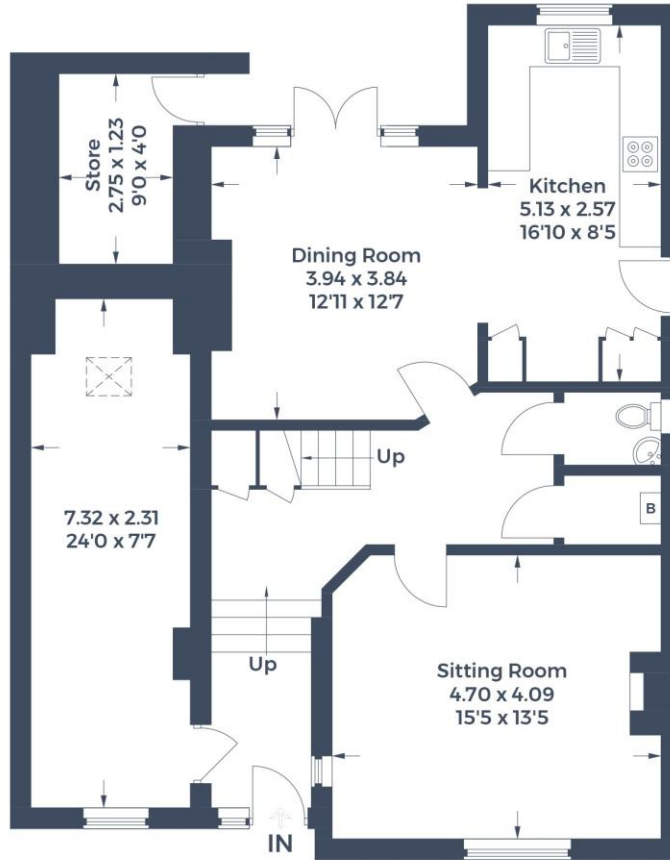 Store
2.75 x 1.23
9'0 x 4'0
Kitchen
5.13 x 2.57
16'10 x 8'5
Dining Room
3.94 x 3.84
12'11 x 12'7
Up
7.32 x 2.31
24'0 x 7'7
B
Up
Sitting Room
4.70 x 4.09
15'5 x 13'5
IN